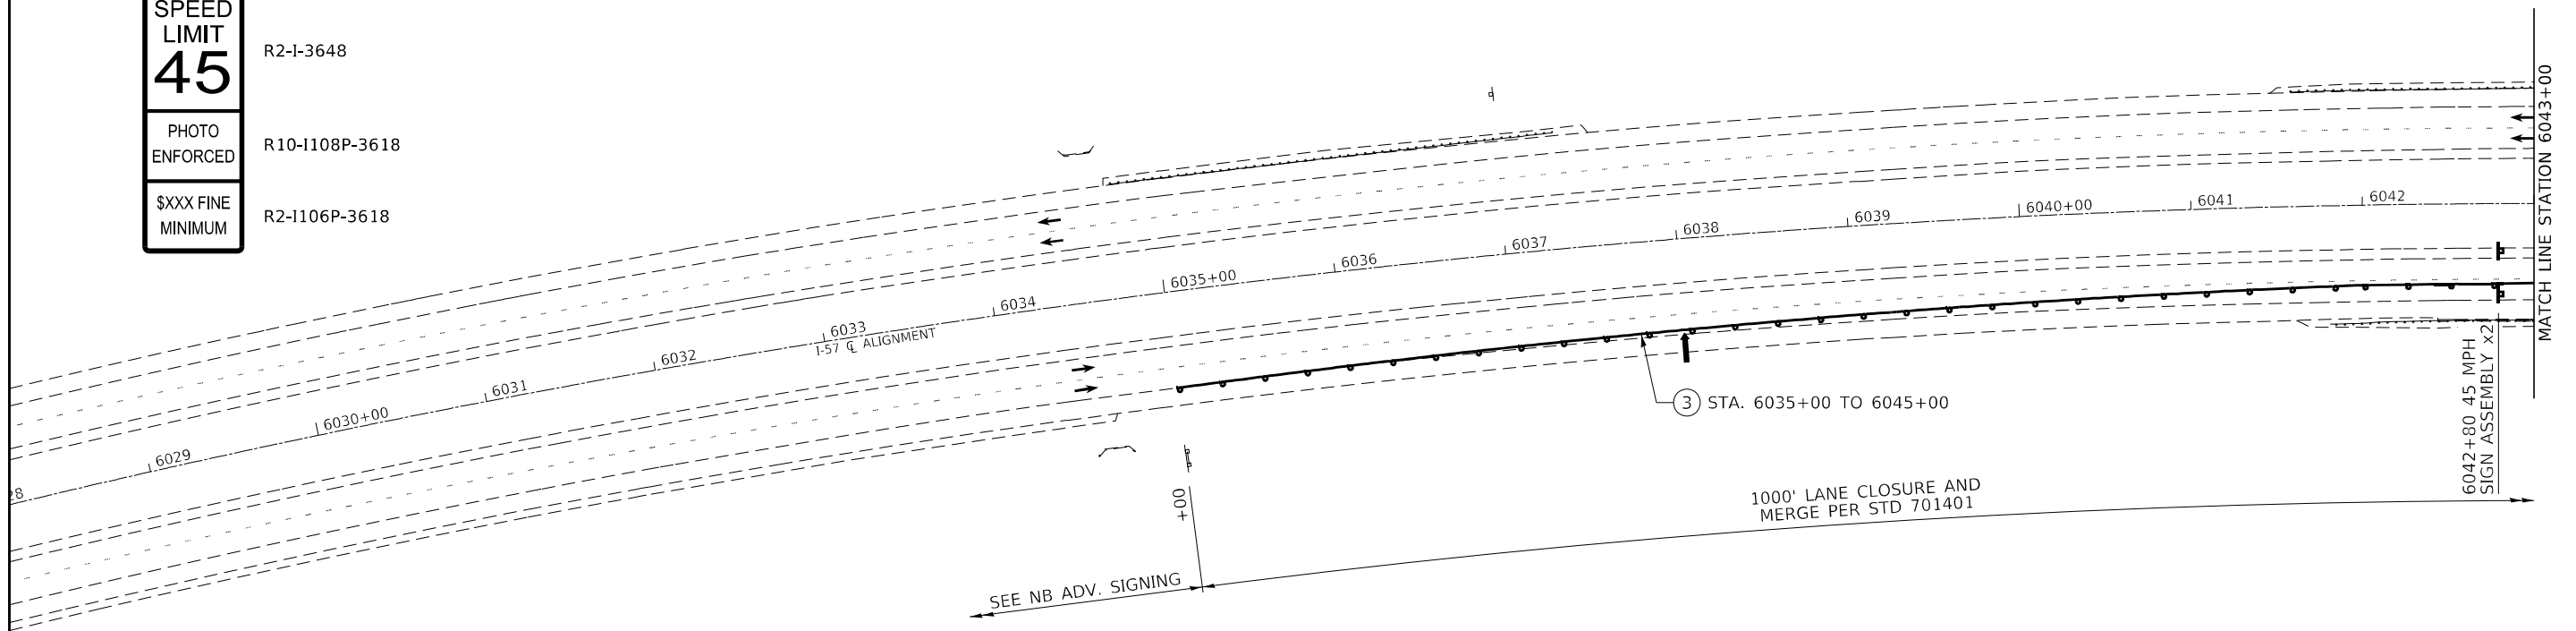 SPEED
LIMIT
45
PHOTO
ENFORCED
$XXX FINE
MINIMUM
R2-I-3648
R10-I108P-3618
R2-I106P-3618
28
6029
6030+00
6031
6032
6033
6034
6035+00
6036
6037
6038
6039
6040+00
6041
6042
I-57 ℄ ALIGNMENT
3 STA. 6035+00 TO 6045+00
+00
SEE NB ADV. SIGNING
1000' LANE CLOSURE AND
MERGE PER STD 701401
6042+80 45 MPH
SIGN ASSEMBLY x2
MATCH LINE STATION 6043+00